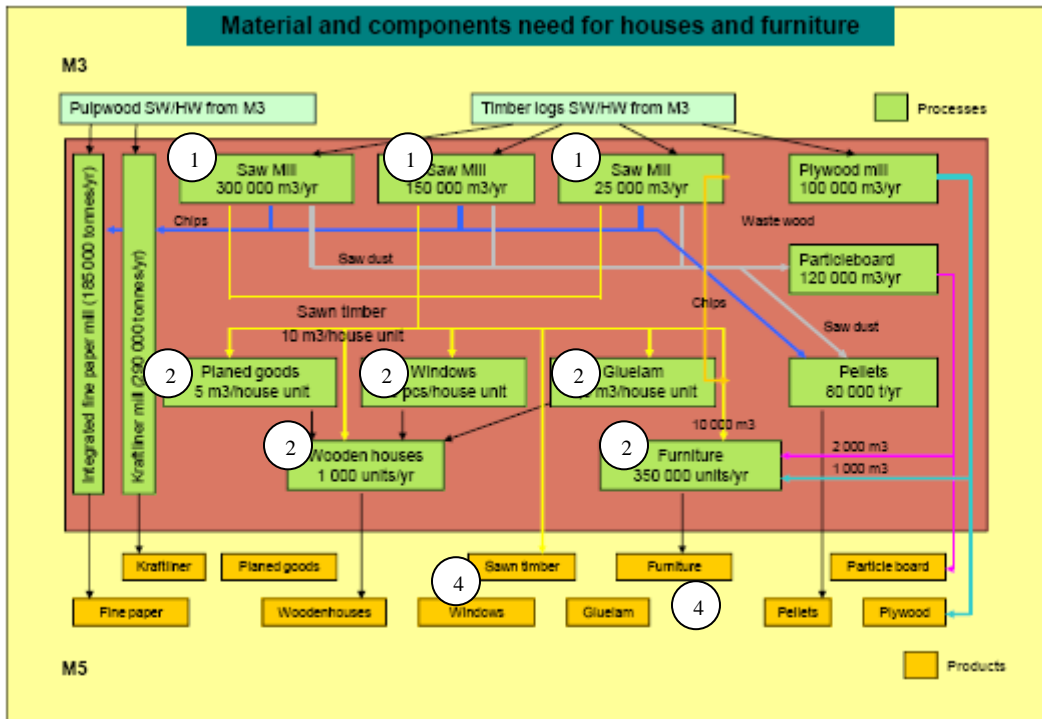 Material and components need for houses and furniture
M3
Pulpwood SW/HW from M3
Timber logs SW/HW from M3
Processes
1
Saw Mill
300 000 m3/yr
1
Saw Mill
150 000 m3/yr
1
Saw Mill
25 000 m3/yr
Plywood mill
100 000 m3/yr
Integrated fine paper mill (185 000 tonnes/yr)
Kraftliner mill (290 000 tonnes/yr)
Chips
Waste wood
Saw dust
Particleboard
120 000 m3/yr
Chips
Sawn timber
10 m3/house unit
Saw dust
2
Planed goods
5 m3/house unit
2
Windows
pcs/house unit
2
Gluelam
m3/house unit
Pellets
80 000 t/yr
10 000 m3
2
Wooden houses
1 000 units/yr
2
Furniture
350 000 units/yr
2 000 m3
1 000 m3
Kraftliner
Planed goods
Sawn timber
Furniture
Particle board
4
4
Fine paper
Woodenhouses
Windows
Gluelam
Pellets
Plywood
M5
Products